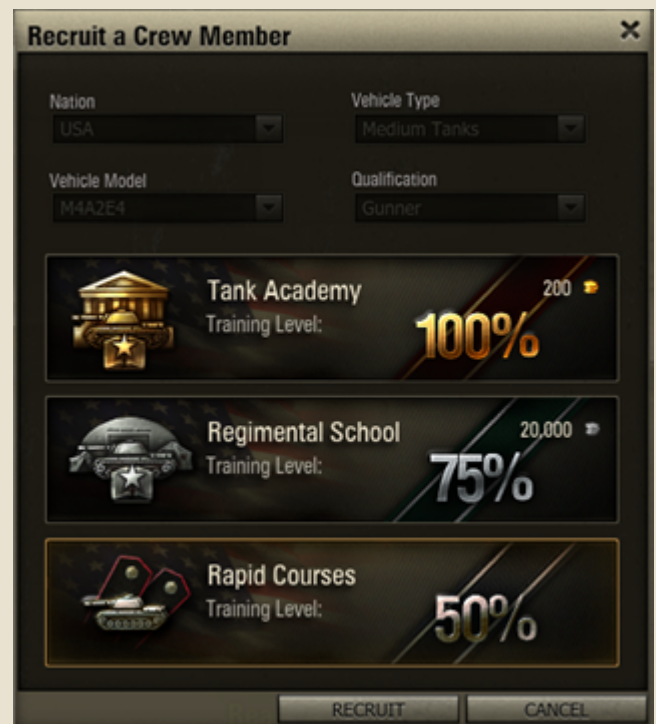 Recruit a Crew Member
Nation
Vehicle Type
USA
Medium Tanks
Vehicle Model
Qualification
M4A2E4
Gunner
Tank Academy
200
Training Level:
100%
Regimental School
20,000
Training Level:
75%
Rapid Courses
Training Level:
50%
RECRUIT
CANCEL